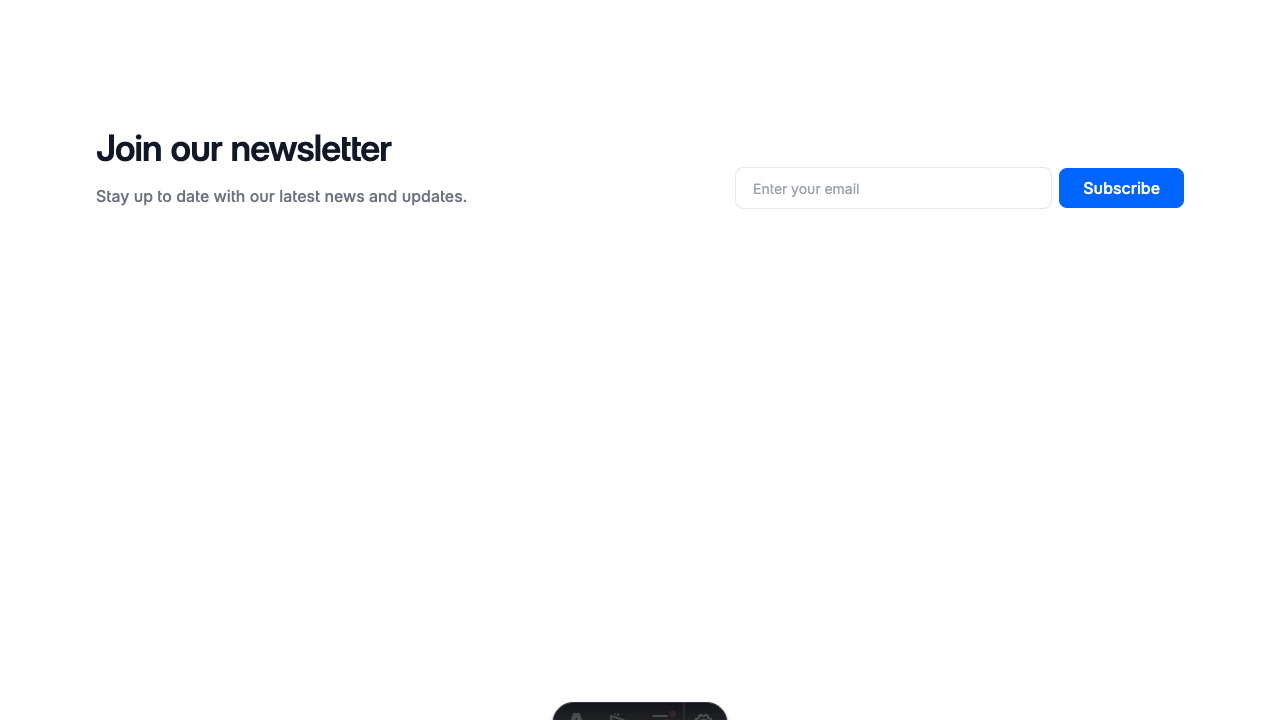 Join our newsletter
Stay up to date with our latest news and updates.
Enter your email
Subscribe